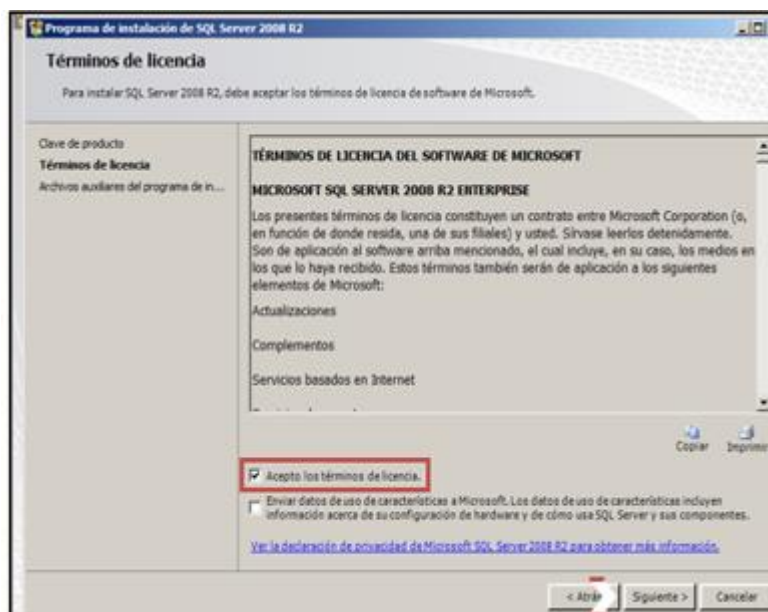 Programa de instalación de SQL Server 2008 R2
Términos de licencia
Para instalar SQL Server 2008 R2, debe aceptar los términos de licencia de software de Microsoft.
Clave de producto
Términos de licencia
Archivos auxiliares del programa de in...
TÉRMINOS DE LICENCIA DEL SOFTWARE DE MICROSOFT
MICROSOFT SQL SERVER 2008 R2 ENTERPRISE
Los presentes términos de licencia constituyen un contrato entre Microsoft Corporation (o,
en función de donde resida, una de sus filiales) y usted. Sírvase leerlos detenidamente.
Son de aplicación al software arriba mencionado, el cual incluye, en su caso, los medios en
los que lo haya recibido. Estos términos también serán de aplicación a los siguientes
elementos de Microsoft:
Actualizaciones
Complementos
Servicios basados en Internet
Copiar Imprimir
Acepto los términos de licencia.
Enviar datos de uso de características a Microsoft. Los datos de uso de características incluyen
información acerca de su configuración de hardware y de cómo usa SQL Server y sus componentes.
Ver la declaración de privacidad de Microsoft SQL Server 2008 R2 para obtener más información.
< Atrás Siguiente > Cancelar